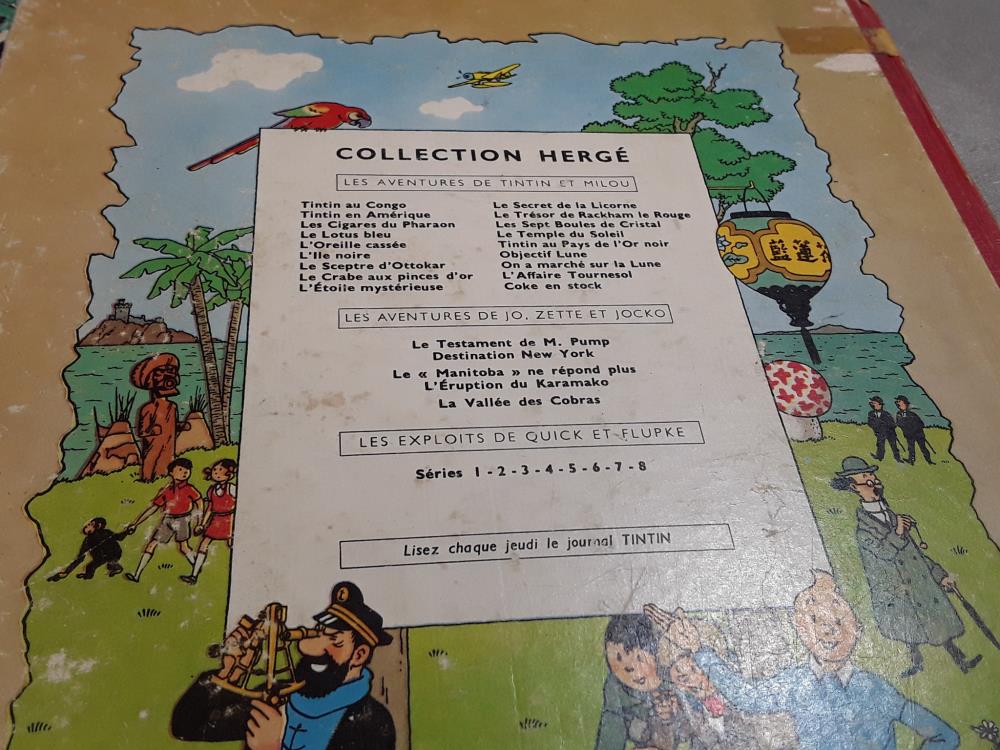 COLLECTION HERGÉ
LES AVENTURES DE TINTIN ET MILOU
Tintin au Congo
Tintin en Amérique
Les Cigares du Pharaon
Le Lotus bleu
L'Oreille cassée
L'Ile noire
Le Sceptre d'Ottokar
Le Crabe aux pinces d'or
L'Étoile mystérieuse
Le Secret de la Licorne
Le Trésor de Rackham le Rouge
Les Sept Boules de Cristal
Le Temple du Soleil
Tintin au Pays de l'Or noir
Objectif Lune
On a marché sur la Lune
L'Affaire Tournesol
Coke en stock
LES AVENTURES DE JO, ZETTE ET JOCKO
Le Testament de M. Pump
Destination New York
Le « Manitoba » ne répond plus
L'Éruption du Karamako
La Vallée des Cobras
LES EXPLOITS DE QUICK ET FLUPKE
Séries 1 - 2 - 3 - 4 - 5 - 6 - 7 - 8
Lisez chaque jeudi le journal TINTIN
藍蓮